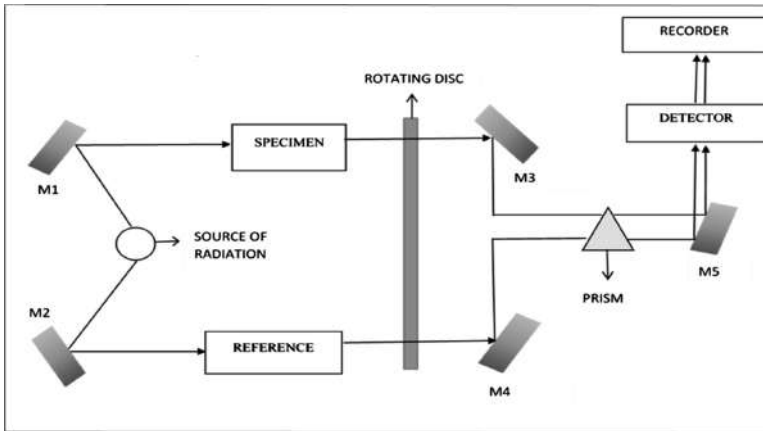 RECORDER
ROTATING DISC
DETECTOR
SPECIMEN
M1
M3
SOURCE OF
RADIATION
M5
PRISM
M2
REFERENCE
M4